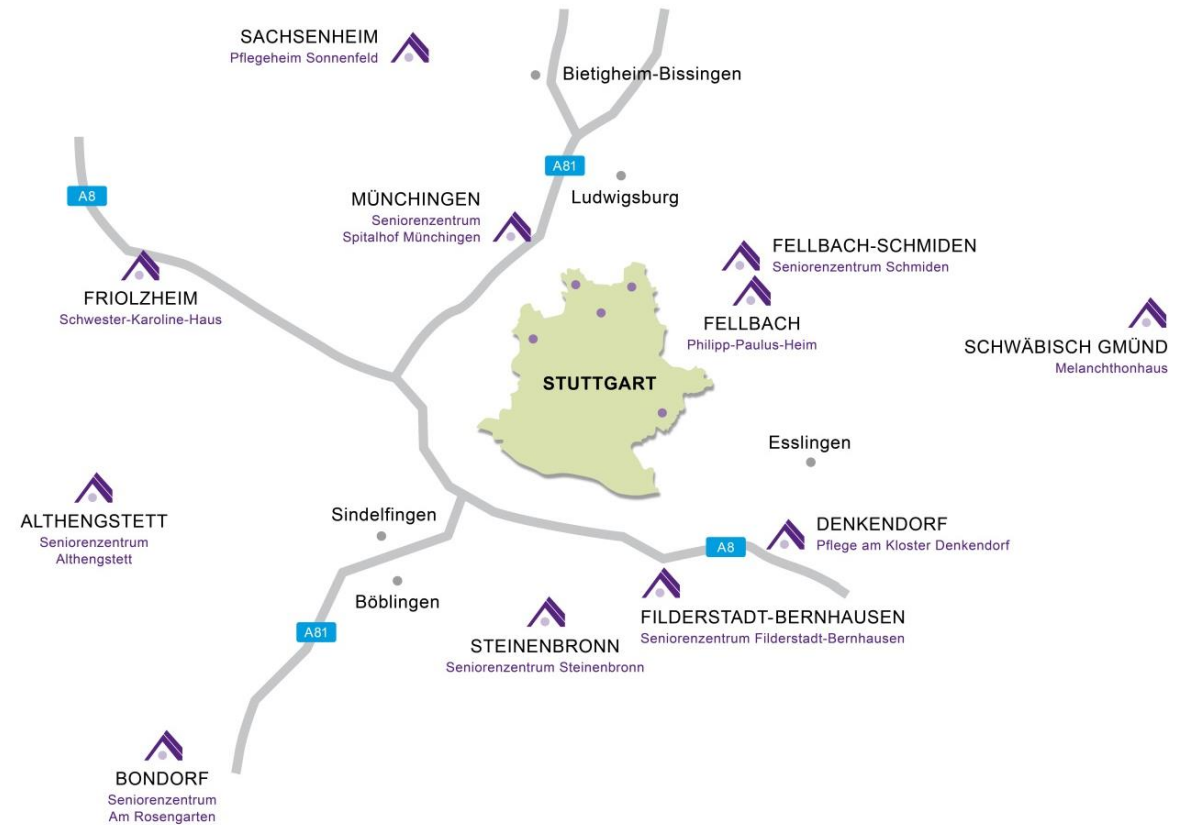 SACHSENHEIM
Pflegeheim Sonnenfeld
Bietigheim-Bissingen
A81
A8
MÜNCHINGEN
Seniorenzentrum
Spitalhof Münchingen
Ludwigsburg
FELLBACH-SCHMIDEN
Seniorenzentrum Schmiden
FRIOLZHEIM
Schwester-Karoline-Haus
FELLBACH
Philipp-Paulus-Heim
SCHWÄBISCH GMÜND
Melanchthonhaus
STUTTGART
Esslingen
ALTHENGSTETT
Seniorenzentrum
Althengstett
Sindelfingen
DENKENDORF
Pflege am Kloster Denkendorf
A8
Böblingen
FILDERSTADT-BERNHAUSEN
Seniorenzentrum Filderstadt-Bernhausen
A81
STEINENBRONN
Seniorenzentrum Steinenbronn
BONDORF
Seniorenzentrum
Am Rosengarten